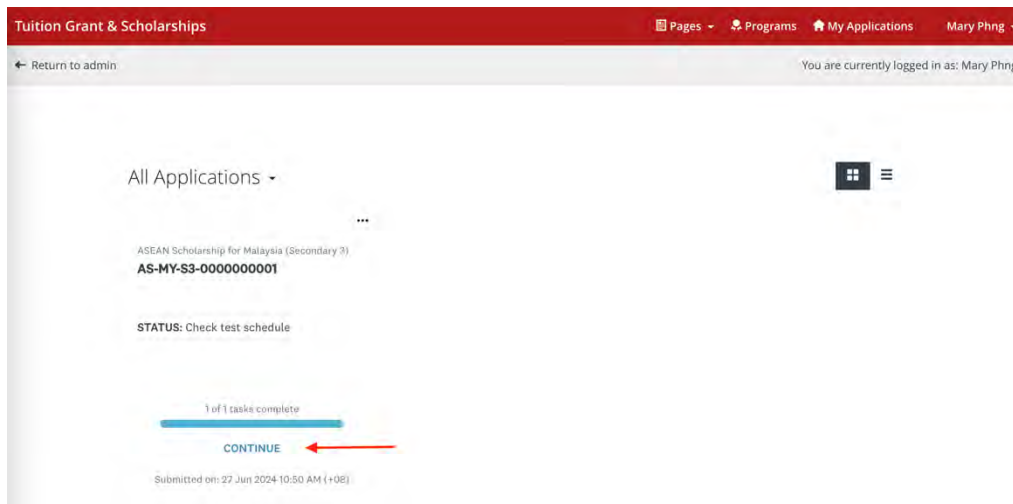 Tuition Grant & Scholarships Pages Programs My Applications Mary Phng
Return to admin You are currently logged in as: Mary Phng
All Applications
...
ASEAN Scholarship for Malaysia (Secondary 3)
AS-MY-S3-0000000001
STATUS: Check test schedule
1 of 1 tasks complete
CONTINUE
Submitted on: 27 Jun 2024 10:50 AM (+08)